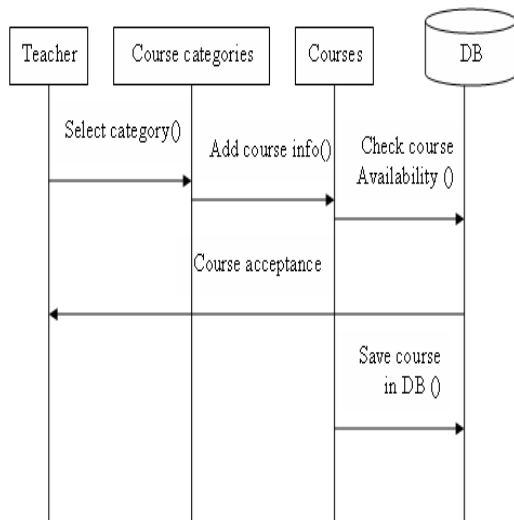 Teacher
Course categories
Courses
DB
Select category()
Add course info()
Check course
Availability ()
Course acceptance
Save course
in DB ()